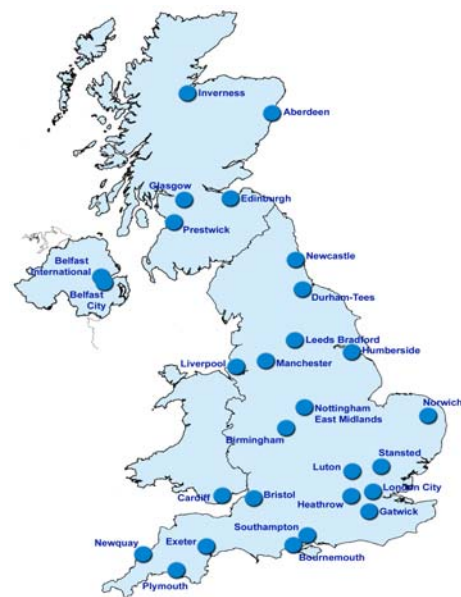 Inverness
Aberdeen
Glasgow
Edinburgh
Prestwick
Newcastle
Belfast
International
Belfast
City
Durham-Tees
Leeds Bradford
Humberside
Liverpool
Manchester
Nottingham
East Midlands
Norwich
Birmingham
Stansted
Luton
London City
Cardiff
Bristol
Heathrow
Gatwick
Southampton
Newquay
Exeter
Bournemouth
Plymouth